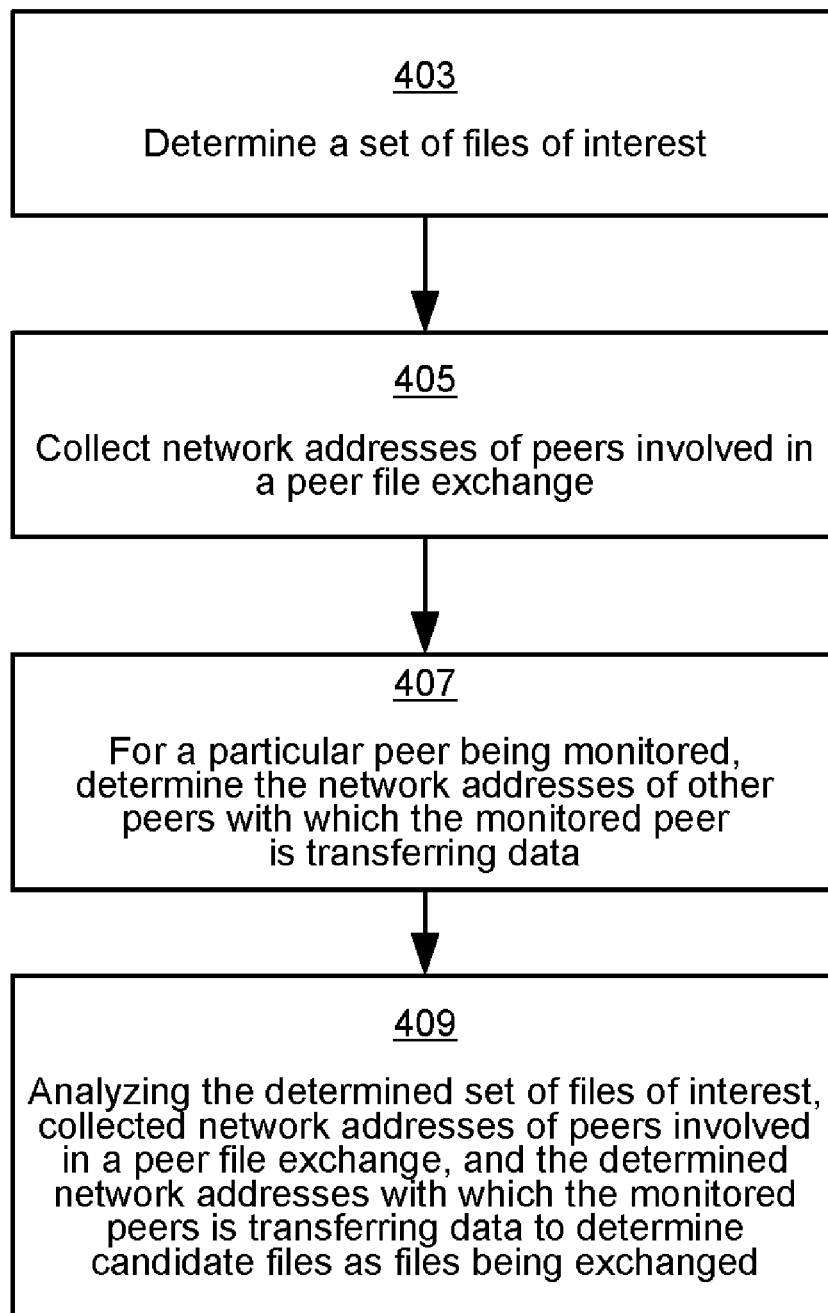 403
Determine a set of files of interest
405
Collect network addresses of peers involved in
a peer file exchange
407
For a particular peer being monitored,
determine the network addresses of other
peers with which the monitored peer
is transferring data
409
Analyzing the determined set of files of interest,
collected network addresses of peers involved
in a peer file exchange, and the determined
network addresses with which the monitored
peers is transferring data to determine
candidate files as files being exchanged